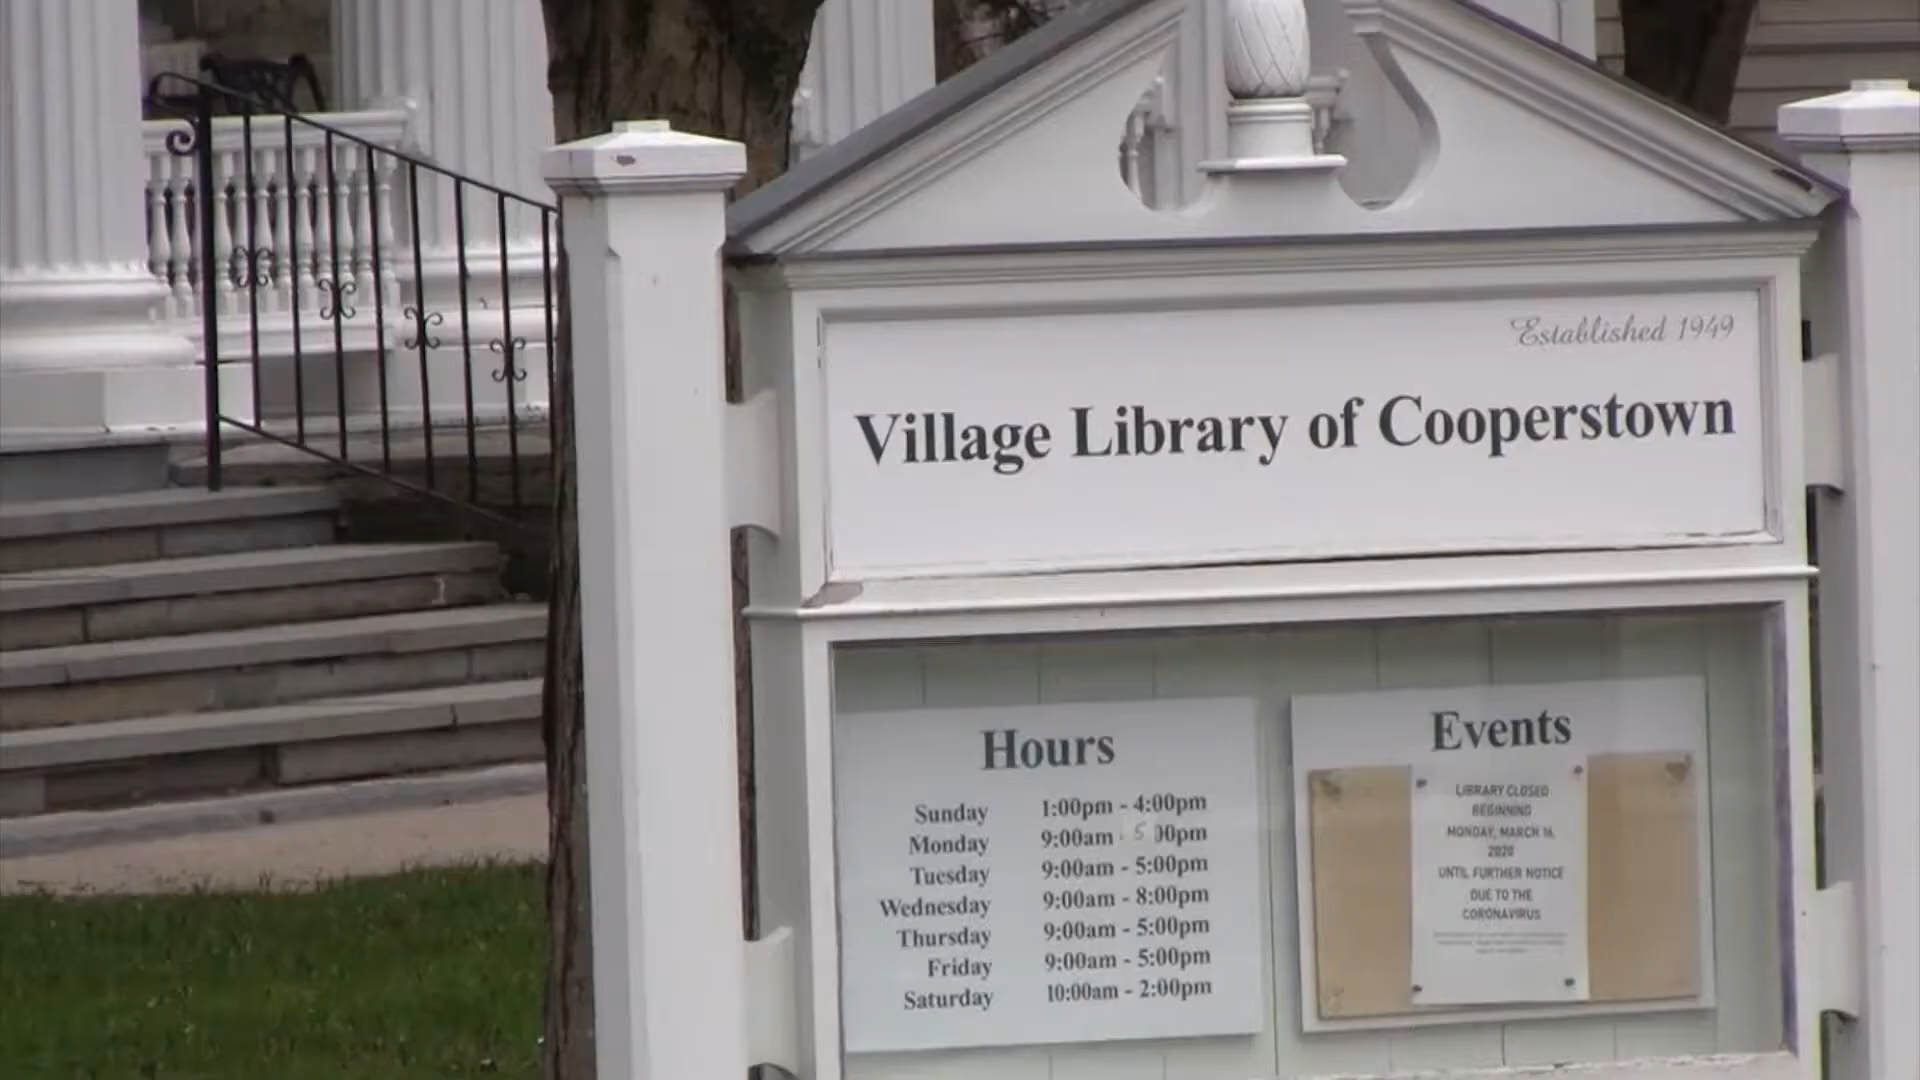 Established 1949
Village Library of Cooperstown
Hours
Sunday 1:00pm - 4:00pm
Monday 9:00am - 5:00pm
Tuesday 9:00am - 5:00pm
Wednesday 9:00am - 8:00pm
Thursday 9:00am - 5:00pm
Friday 9:00am - 5:00pm
Saturday 10:00am - 2:00pm
Events
LIBRARY CLOSED
BEGINNING
MONDAY, MARCH 16,
2020
UNTIL FURTHER NOTICE
DUE TO THE
CORONAVIRUS